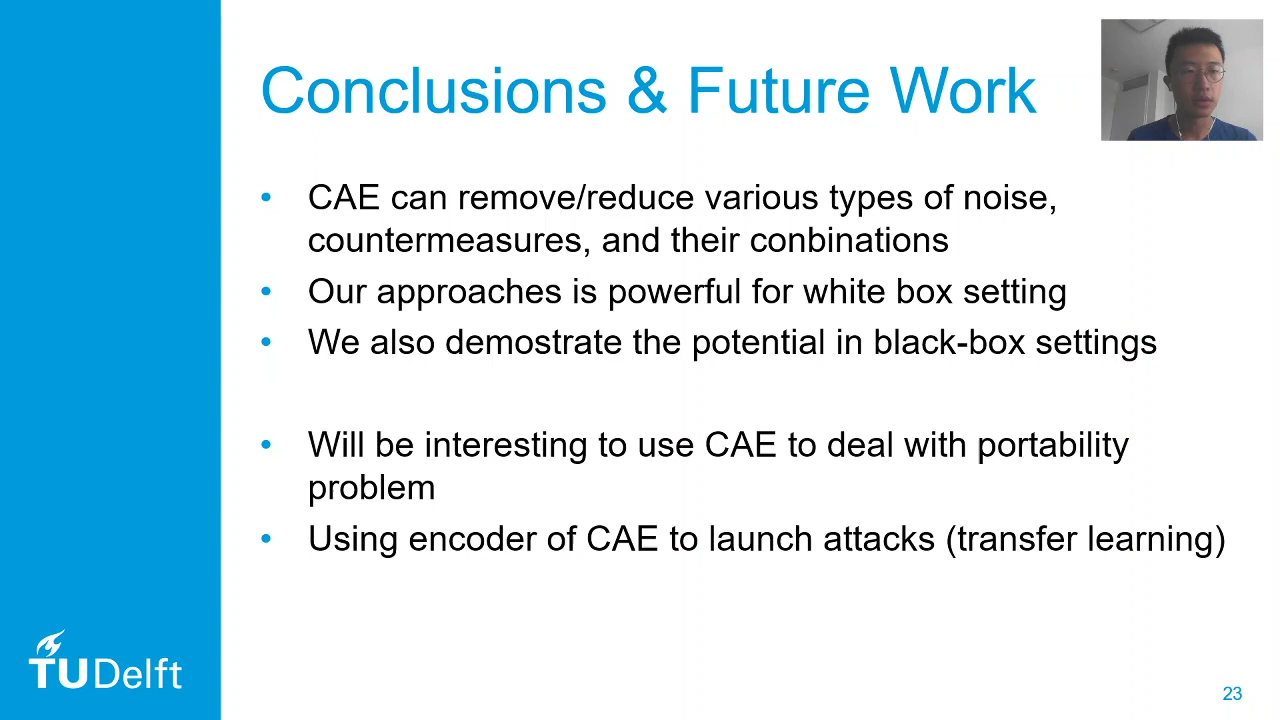 Conclusions & Future Work
• CAE can remove/reduce various types of noise,
countermeasures, and their conbinations
• Our approaches is powerful for white box setting
• We also demostrate the potential in black-box settings
• Will be interesting to use CAE to deal with portability
problem
• Using encoder of CAE to launch attacks (transfer learning)
TU Delft
23